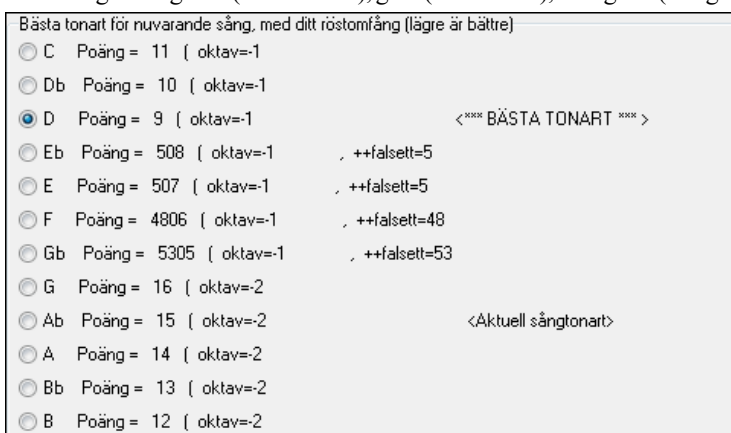 Bästa tonart för nuvarande sång, med ditt röstomfång (lägre är bättre)
C Poäng = 11 ( oktav=-1
Db Poäng = 10 ( oktav=-1
D Poäng = 9 ( oktav=-1 <*** BÄSTA TONART *** >
Eb Poäng = 508 ( oktav=-1 , ++falsett=5
E Poäng = 507 ( oktav=-1 , ++falsett=5
F Poäng = 4806 ( oktav=-1 , ++falsett=48
Gb Poäng = 5305 ( oktav=-1 , ++falsett=53
G Poäng = 16 ( oktav=-2
Ab Poäng = 15 ( oktav=-2 <Aktuell sångtonart>
A Poäng = 14 ( oktav=-2
Bb Poäng = 13 ( oktav=-2
B Poäng = 12 ( oktav=-2